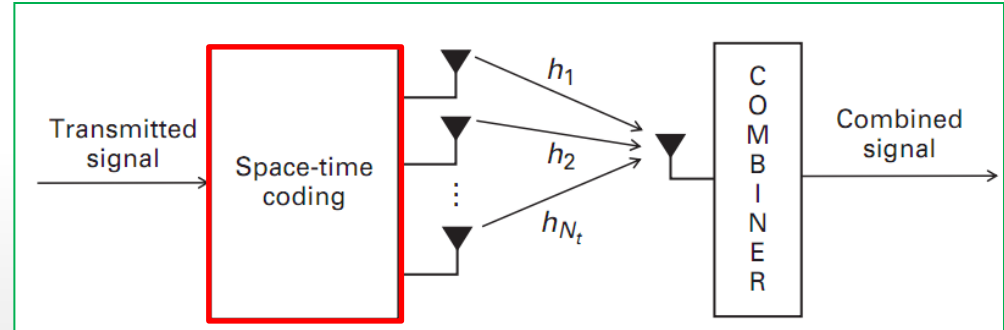 Transmitted
signal
Space-time
coding
h1
h2
⋮
hNt
C
O
M
B
I
N
E
R
Combined
signal